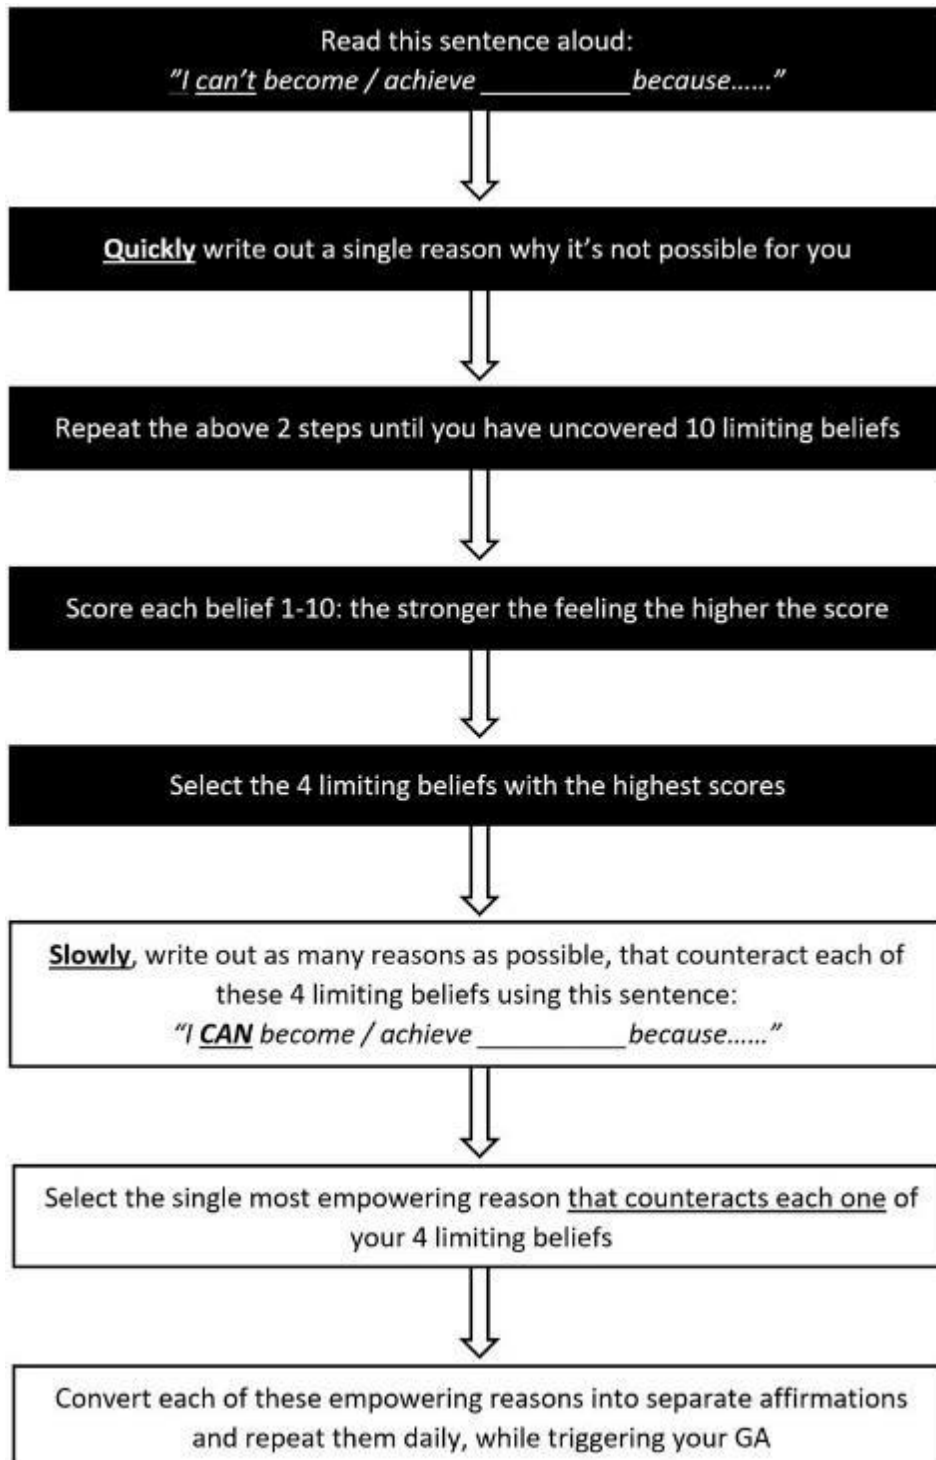 Read this sentence aloud:
"I can't become / achieve __________ because......"
Quickly write out a single reason why it's not possible for you
Repeat the above 2 steps until you have uncovered 10 limiting beliefs
Score each belief 1-10: the stronger the feeling the higher the score
Select the 4 limiting beliefs with the highest scores
Slowly, write out as many reasons as possible, that counteract each of
these 4 limiting beliefs using this sentence:
"I CAN become / achieve __________ because......"
Select the single most empowering reason that counteracts each one of
your 4 limiting beliefs
Convert each of these empowering reasons into separate affirmations
and repeat them daily, while triggering your GA